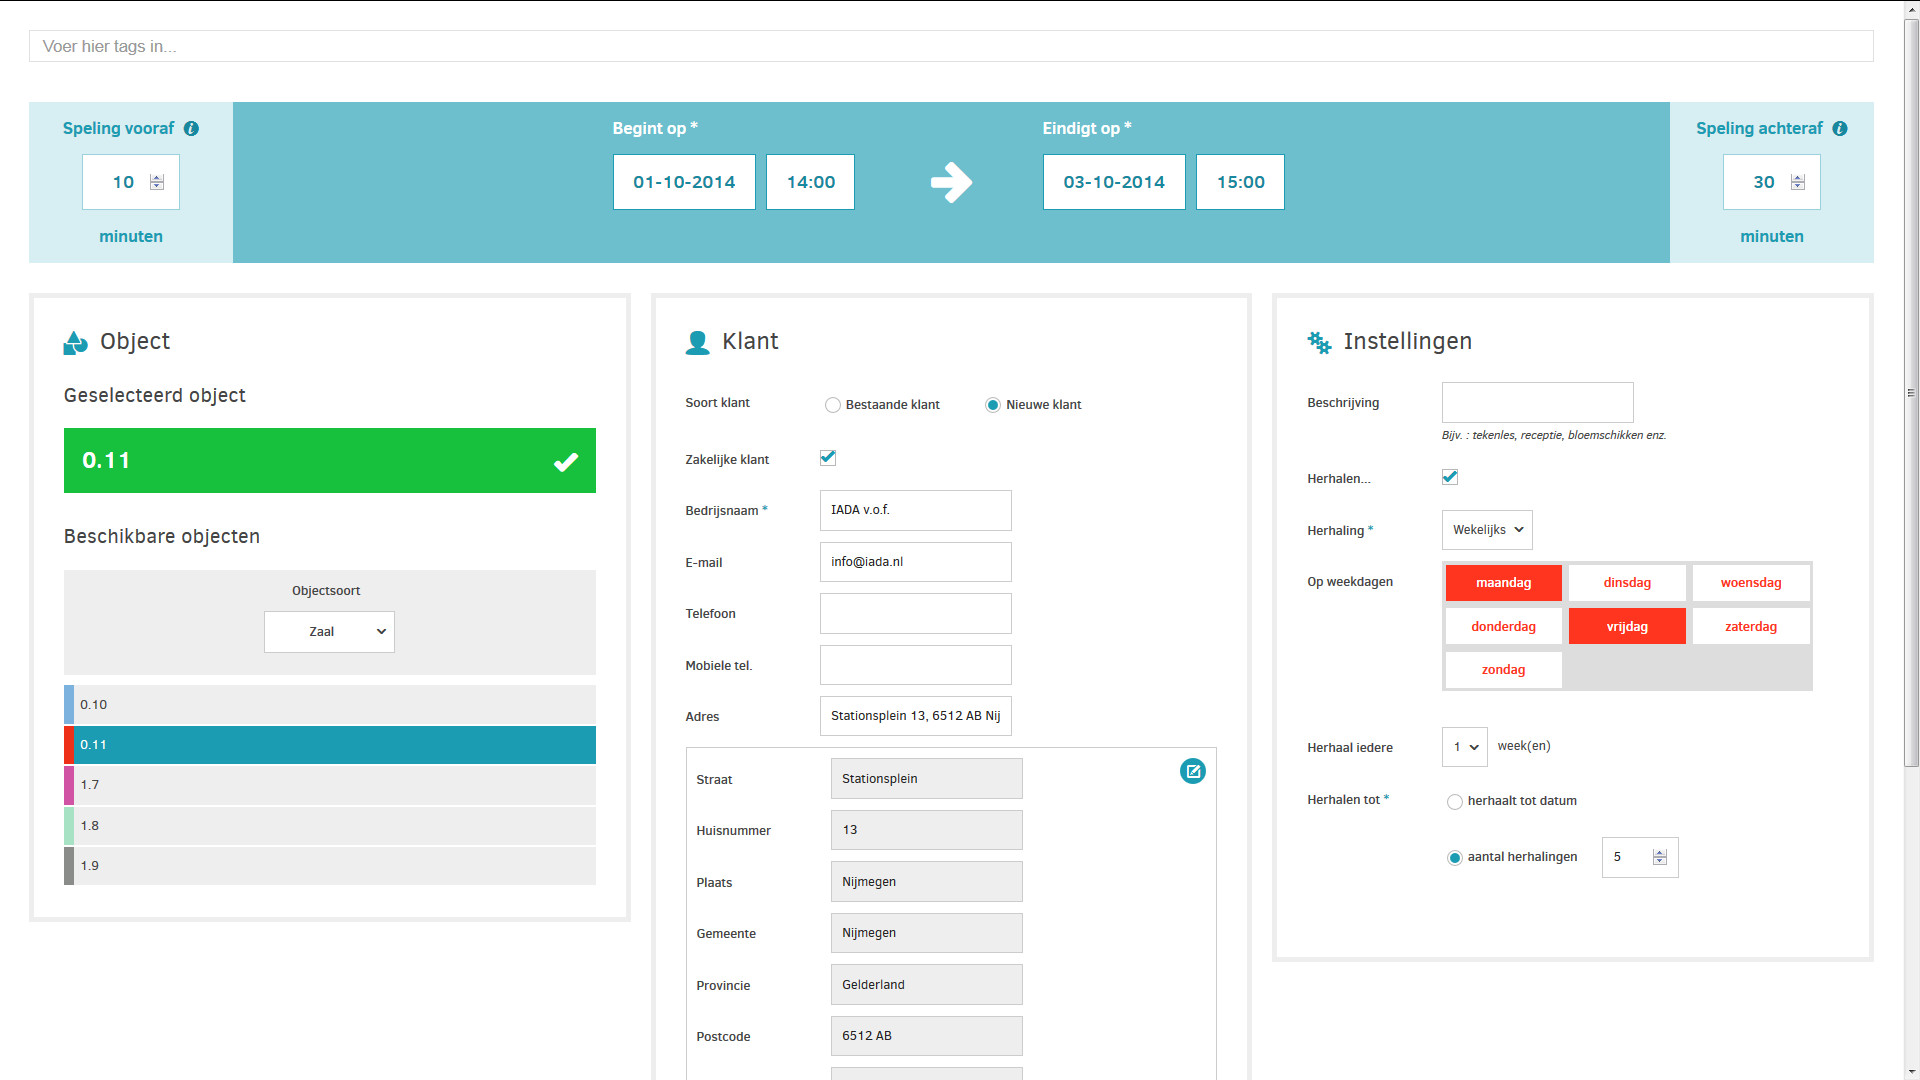 Voer hier tags in...
Speling vooraf
10
minuten
Begint op *
01-10-2014 14:00
Eindigt op *
03-10-2014 15:00
Speling achteraf
30
minuten
Object
Geselecteerd object
0.11
Beschikbare objecten
Objectsoort
Zaal
0.10
0.11
1.7
1.8
1.9
Klant
Soort klant Bestaande klant Nieuwe klant
Zakelijke klant
Bedrijsnaam * IADA v.o.f.
E-mail info@iada.nl
Telefoon
Mobiele tel.
Adres Stationsplein 13, 6512 AB Nij
Straat Stationsplein
Huisnummer 13
Plaats Nijmegen
Gemeente Nijmegen
Provincie Gelderland
Postcode 6512 AB
Instellingen
Beschrijving
Bijv. : tekenles, receptie, bloemschikken enz.
Herhalen...
Herhaling * Wekelijks
Op weekdagen maandag dinsdag woensdag
donderdag vrijdag zaterdag
zondag
Herhaal iedere 1 week(en)
Herhalen tot * herhaalt tot datum
aantal herhalingen 5